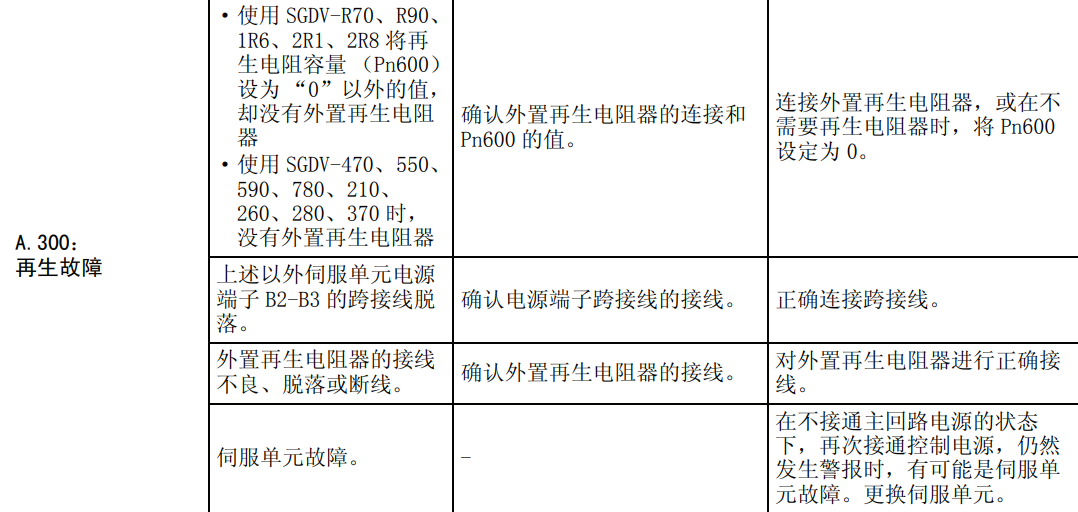 A.300：
再生故障
·使用 SGDV-R70、R90、
1R6、2R1、2R8 将再
生电阻容量 （Pn600）
设为 “0”以外的值，
却没有外置再生电阻
器
·使用 SGDV-470、550、
590、780、210、
260、280、370 时，
没有外置再生电阻器
确认外置再生电阻器的连接和
Pn600 的值。
连接外置再生电阻器，或在不
需要再生电阻器时，将 Pn600
设定为 0。
上述以外伺服单元电源
端子 B2-B3 的跨接线脱
落。
确认电源端子跨接线的接线。
正确连接跨接线。
外置再生电阻器的接线
不良、脱落或断线。
确认外置再生电阻器的接线。
对外置再生电阻器进行正确接
线。
伺服单元故障。
-
在不接通主回路电源的状态
下，再次接通控制电源，仍然
发生警报时，有可能是伺服单
元故障。更换伺服单元。